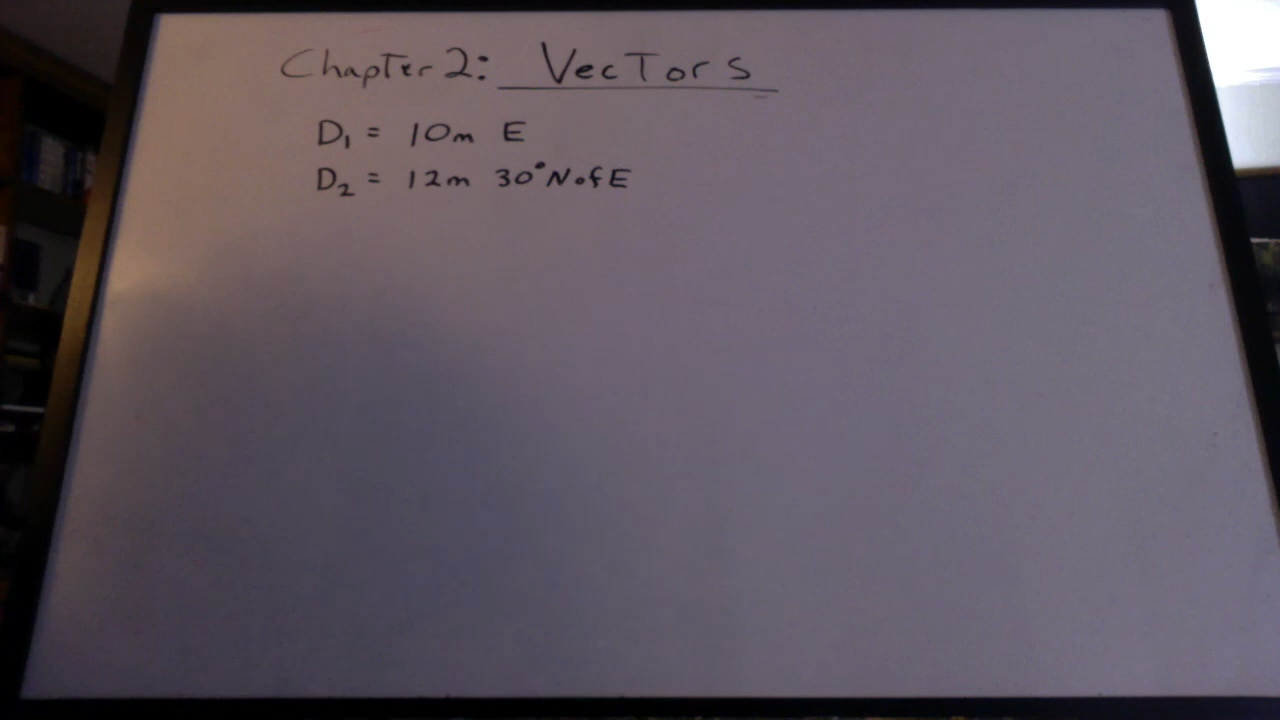 Chapter 2: Vectors
D₁ = 10m E
D₂ = 12m 30° N of E